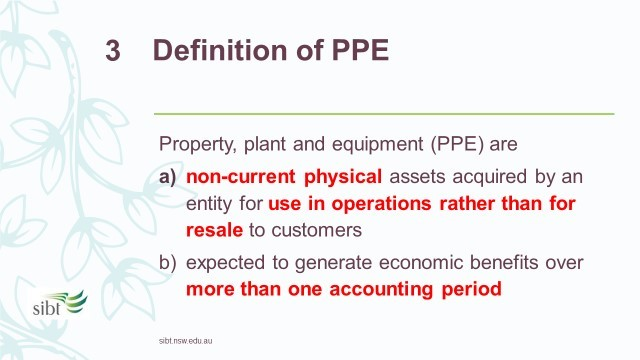 3 Definition of PPE
Property, plant and equipment (PPE) are
a) non-current physical assets acquired by an
entity for use in operations rather than for
resale to customers
b) expected to generate economic benefits over
more than one accounting period
sibt
sibt.nsw.edu.au